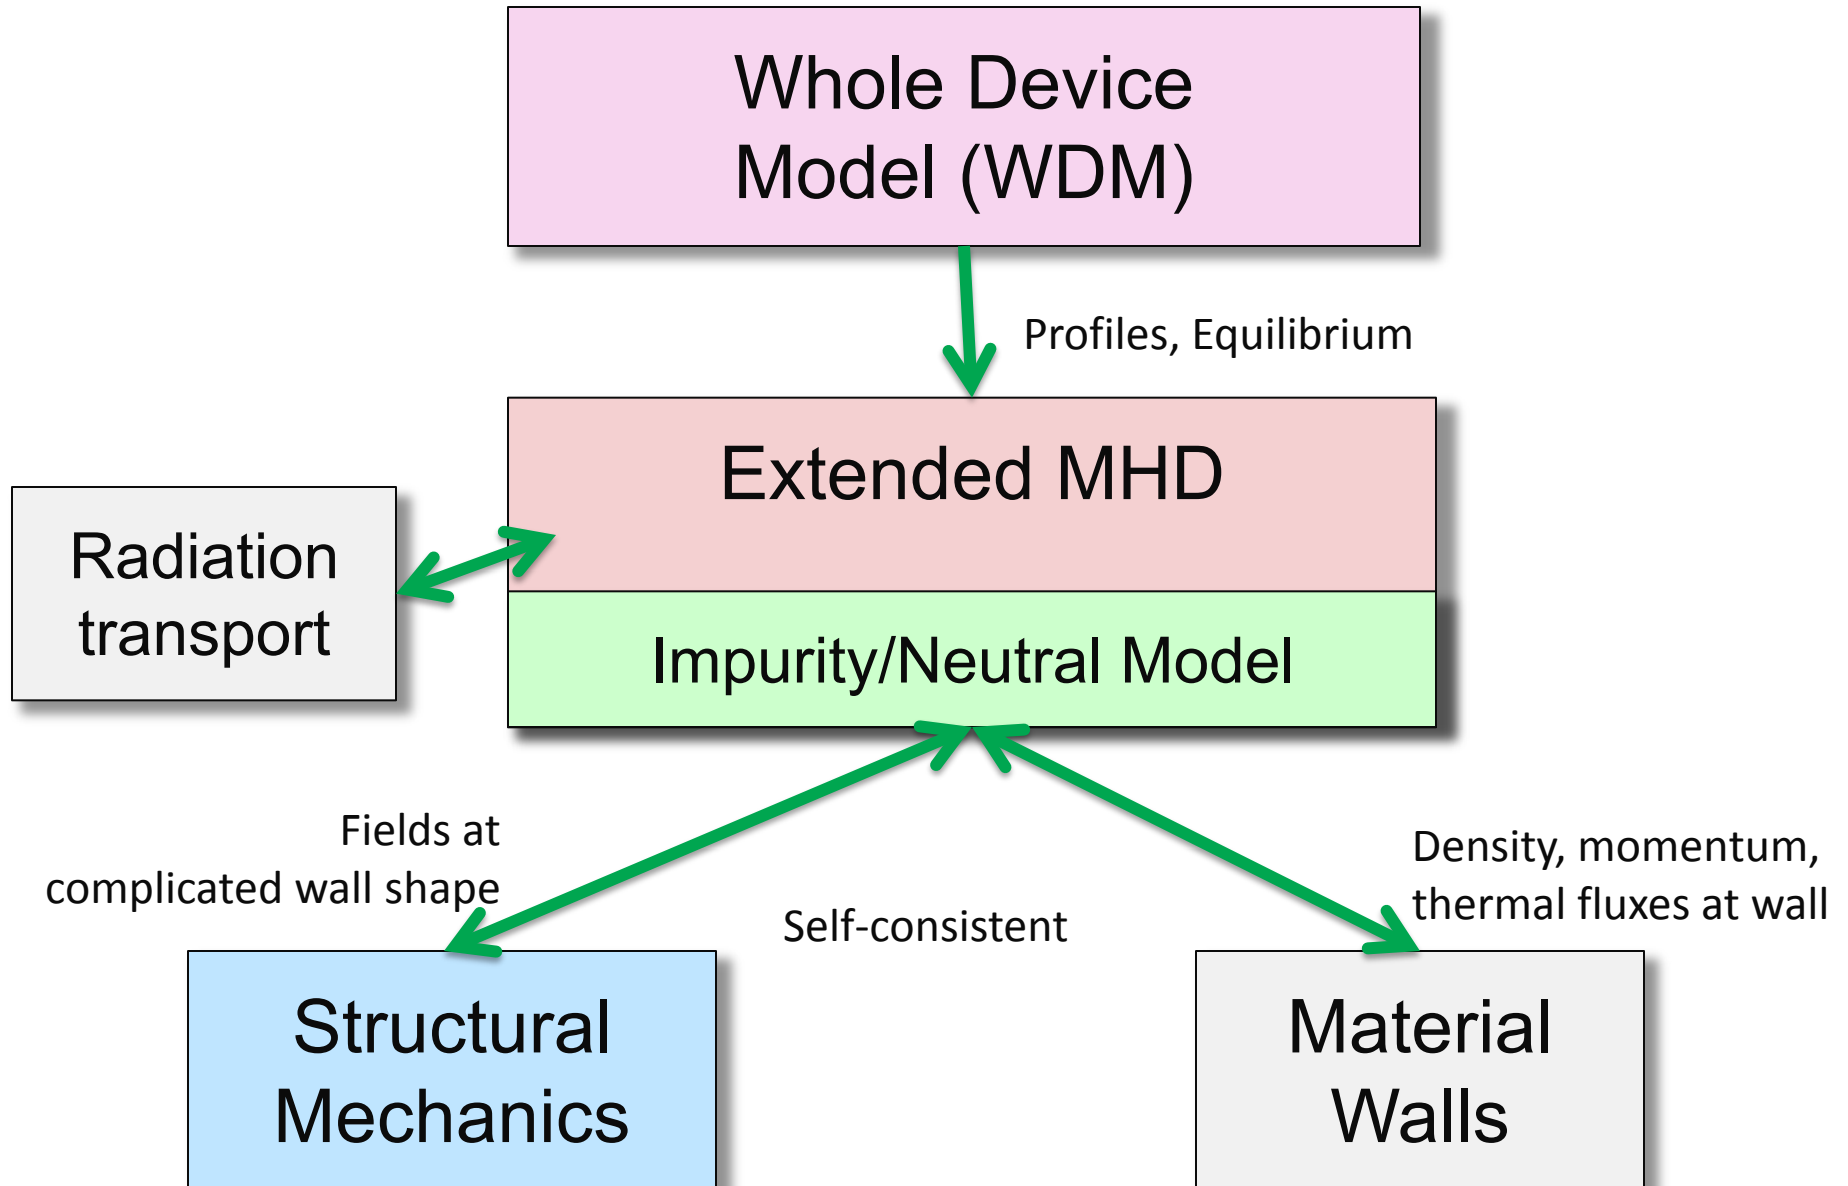 Whole Device
Model (WDM)
Profiles, Equilibrium
Extended MHD
Radiation
transport
Impurity/Neutral Model
Fields at
complicated wall shape
Self-consistent
Density, momentum,
thermal fluxes at wall
Structural
Mechanics
Material
Walls